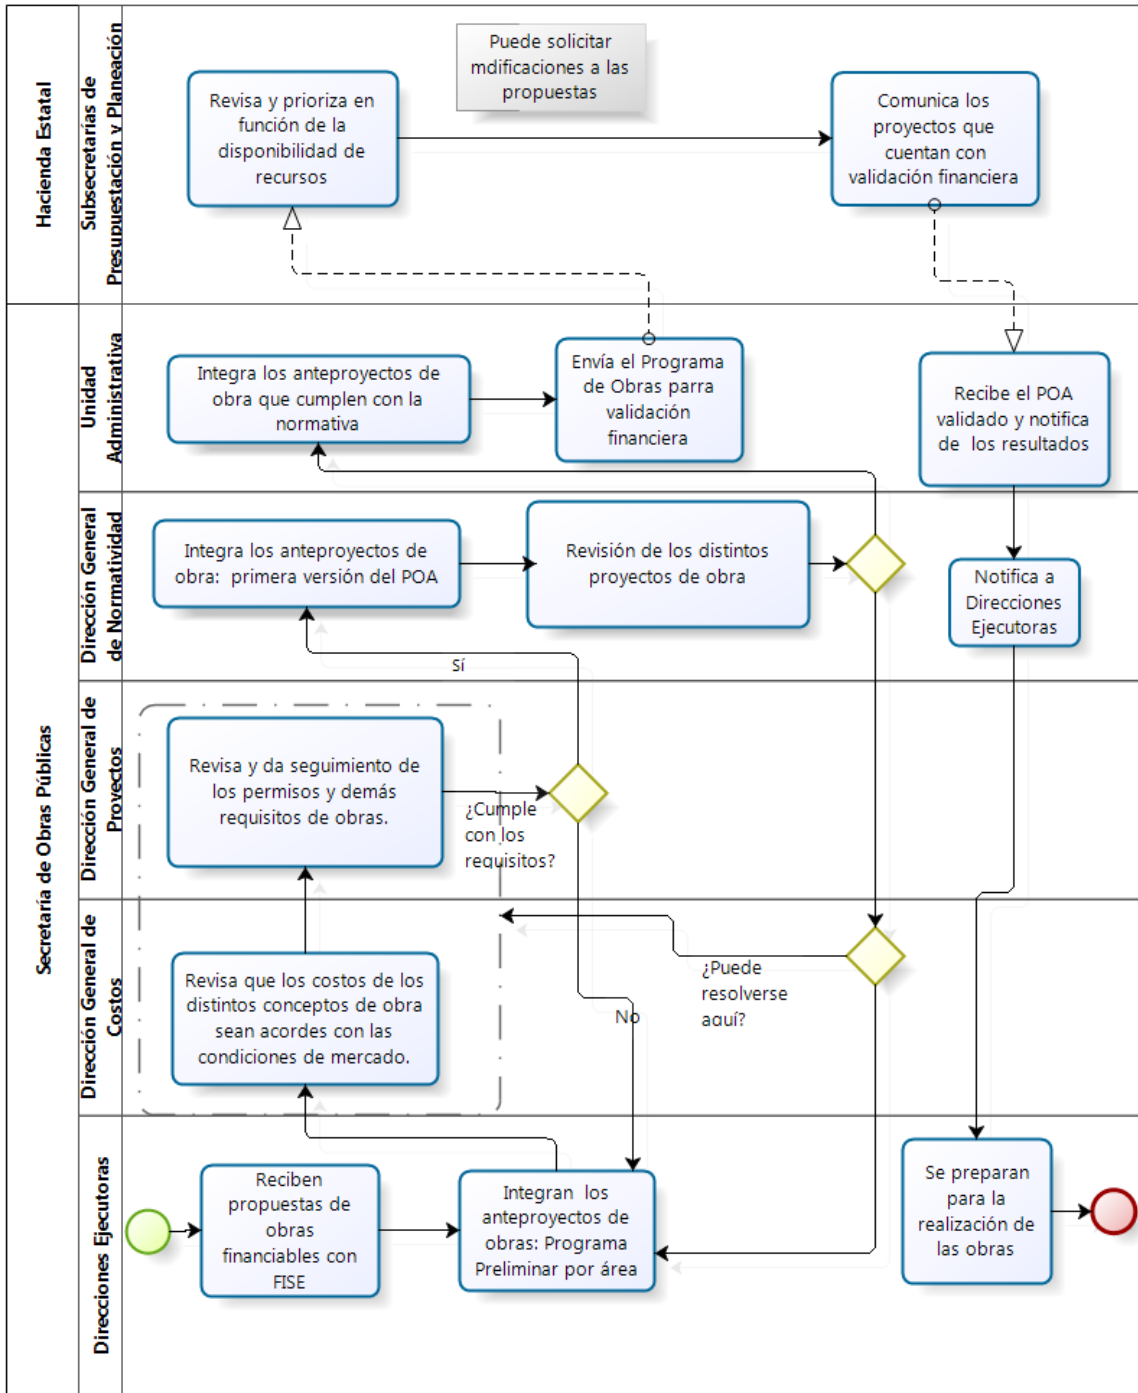 Hacienda Estatal
Subsecretarías de
Presupuestación y Planeación
Puede solicitar
mdificaciones a las
propuestas
Revisa y prioriza en
función de la
disponibilidad de
recursos
Comunica los
proyectos que
cuentan con
validación financiera
Secretaría de Obras Públicas
Unidad
Administrativa
Integra los anteproyectos de
obra que cumplen con la
normativa
Envía el Programa
de Obras parra
validación
financiera
Recibe el POA
validado y notifica
de los resultados
Dirección General
de Normatividad
Integra los anteproyectos de
obra: primera versión del POA
Revisión de los distintos
proyectos de obra
Notifica a
Direcciones
Ejecutoras
Sí
Dirección General de
Proyectos
Revisa y da seguimiento de
los permisos y demás
requisitos de obras.
¿Cumple
con los
requisitos?
Dirección General de
Costos
Revisa que los costos de los
distintos conceptos de obra
sean acordes con las
condiciones de mercado.
No
¿Puede
resolverse
aquí?
Direcciones Ejecutoras
Reciben
propuestas de
obras
financiables con
FISE
Integran los
anteproyectos de
obras: Programa
Preliminar por área
Se preparan
para la
realización de
las obras